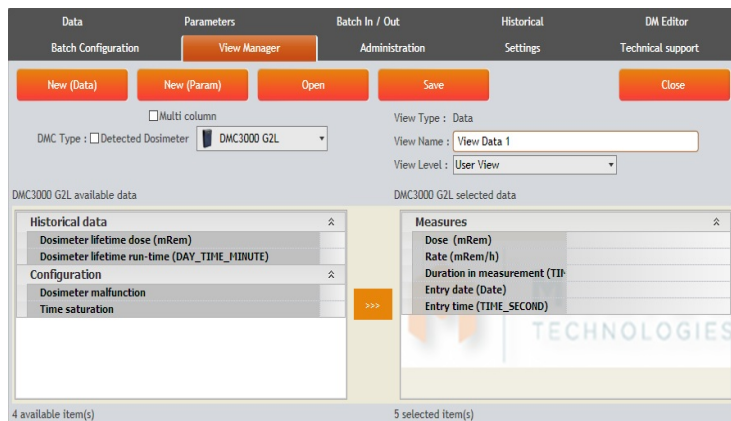 Data Parameters Batch In / Out Historical DM Editor
Batch Configuration View Manager Administration Settings Technical support
New (Data) New (Param) Open Save Close
Multi column
View Type : Data
DMC Type : Detected Dosimeter DMC3000 G2L
View Name : View Data 1
View Level : User View
DMC3000 G2L available data DMC3000 G2L selected data
Historical data
Dosimeter lifetime dose (mRem)
Dosimeter lifetime run-time (DAY_TIME_MINUTE)
Configuration
Dosimeter malfunction
Time saturation
>>>
Measures
Dose (mRem)
Rate (mRem/h)
Duration in measurement (TI
Entry date (Date)
Entry time (TIME_SECOND)
TECHNOLOGIES
4 available item(s) 5 selected item(s)